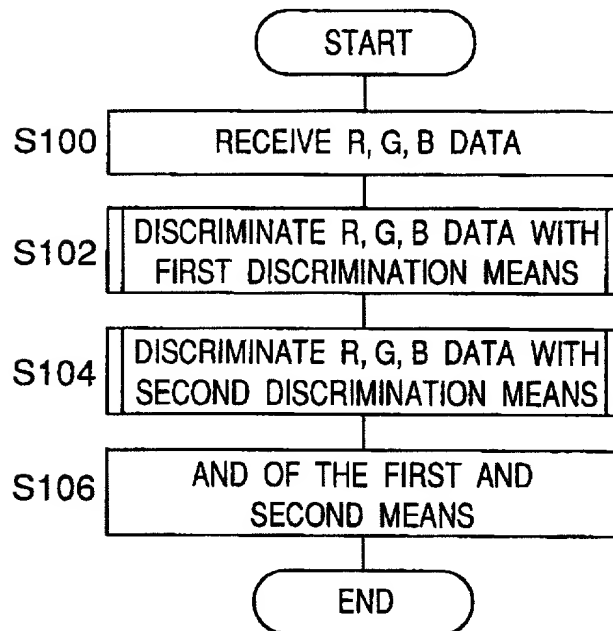 START
S100
RECEIVE R, G, B DATA
S102
DISCRIMINATE R, G, B DATA WITH
FIRST DISCRIMINATION MEANS
S104
DISCRIMINATE R, G, B DATA WITH
SECOND DISCRIMINATION MEANS
S106
AND OF THE FIRST AND
SECOND MEANS
END